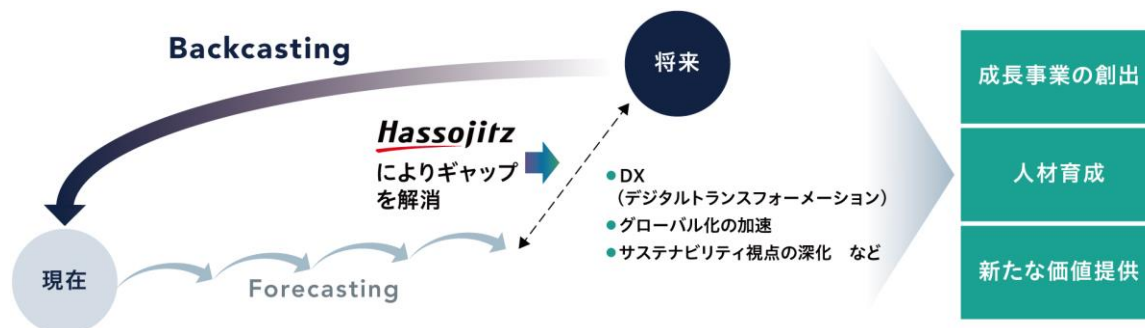 Backcasting
将来
Hassojitz
によりギャップ
を解消
現在
Forecasting
●DX
（デジタルトランスフォーメーション）
●グローバル化の加速
●サステナビリティ視点の深化　など
成長事業の創出
人材育成
新たな価値提供